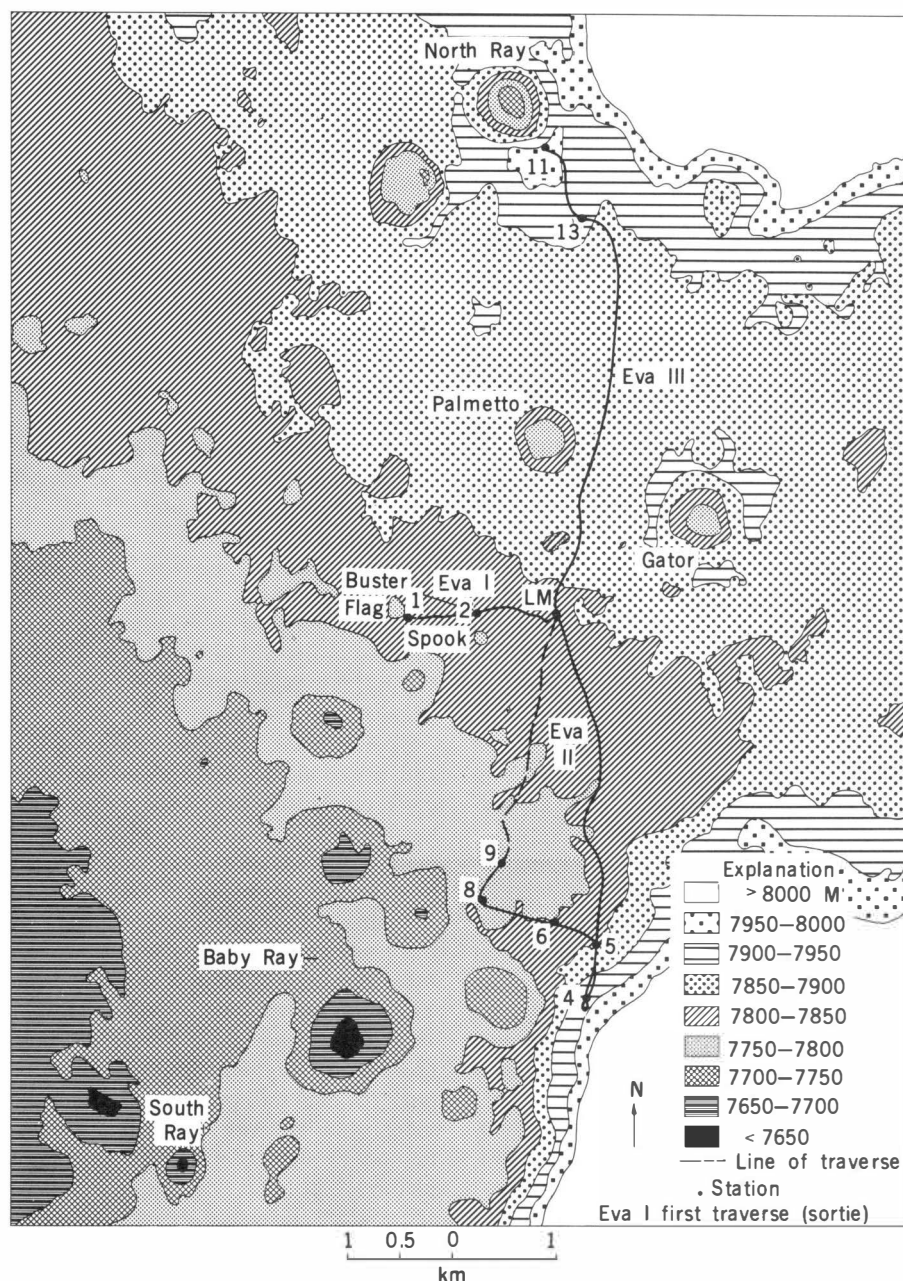 North Ray
11
13
Eva III
Palmetto
Gator
Buster
Eva I
LM
1
2
Flag
Spook
Eva
II
9
8
6
5
4
Baby Ray
South
Ray
N
Explanation
> 8000 M
7950–8000
7900–7950
7850–7900
7800–7850
7750–7800
7700–7750
7650–7700
< 7650
Line of traverse
Station
Eva I first traverse (sortie)
1 0.5 0 1
km